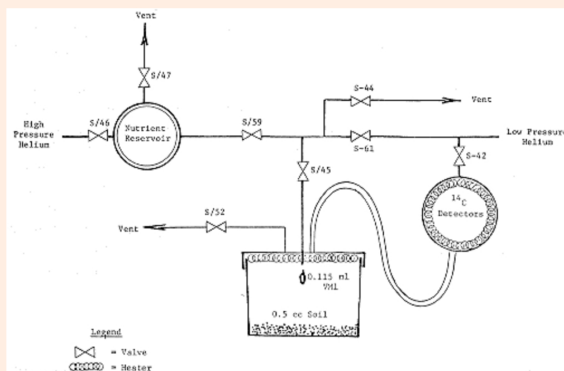 Vent
S/47
S-44
Vent
High
Pressure
Helium
S/46
Nutrient
Reservoir
S/59
S-61
Low Pressure
Helium
S/45
S-42
14C
Detectors
S/52
Vent
0.115 ml
VM1
0.5 cc Soil
Legend
= Valve
= Heater